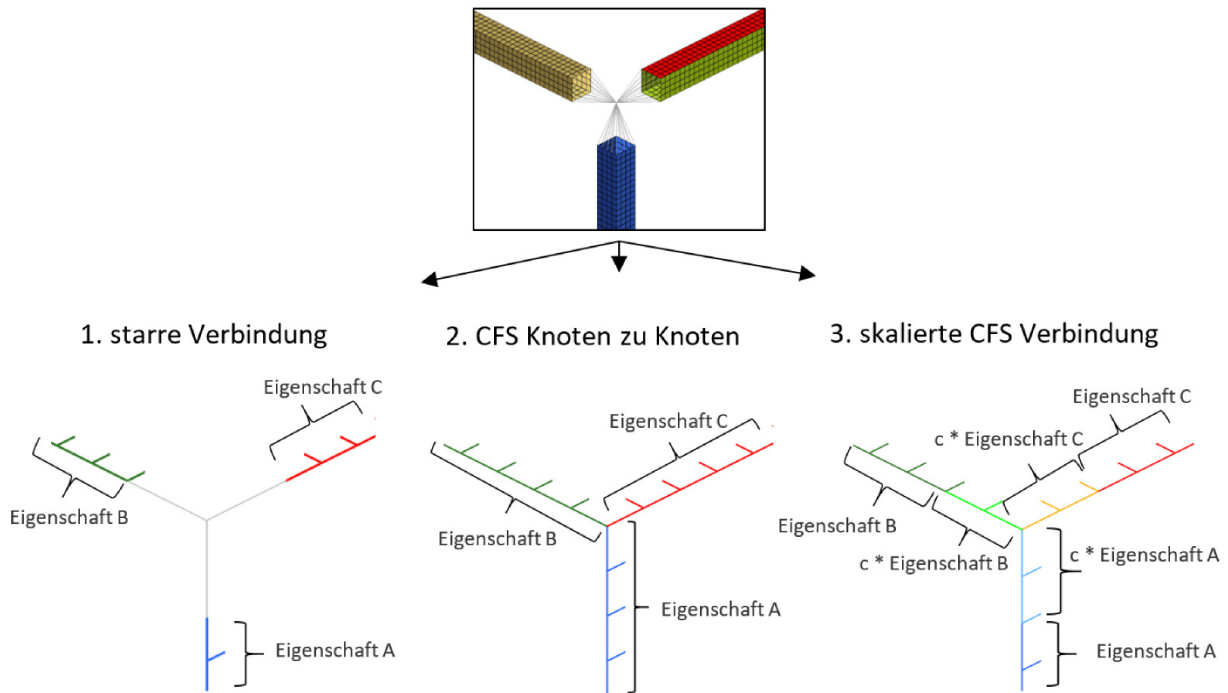 1. starre Verbindung
2. CFS Knoten zu Knoten
3. skalierte CFS Verbindung
Eigenschaft C
Eigenschaft B
Eigenschaft A
Eigenschaft C
Eigenschaft B
Eigenschaft A
Eigenschaft C
c * Eigenschaft C
Eigenschaft B
c * Eigenschaft B
c * Eigenschaft A
Eigenschaft A